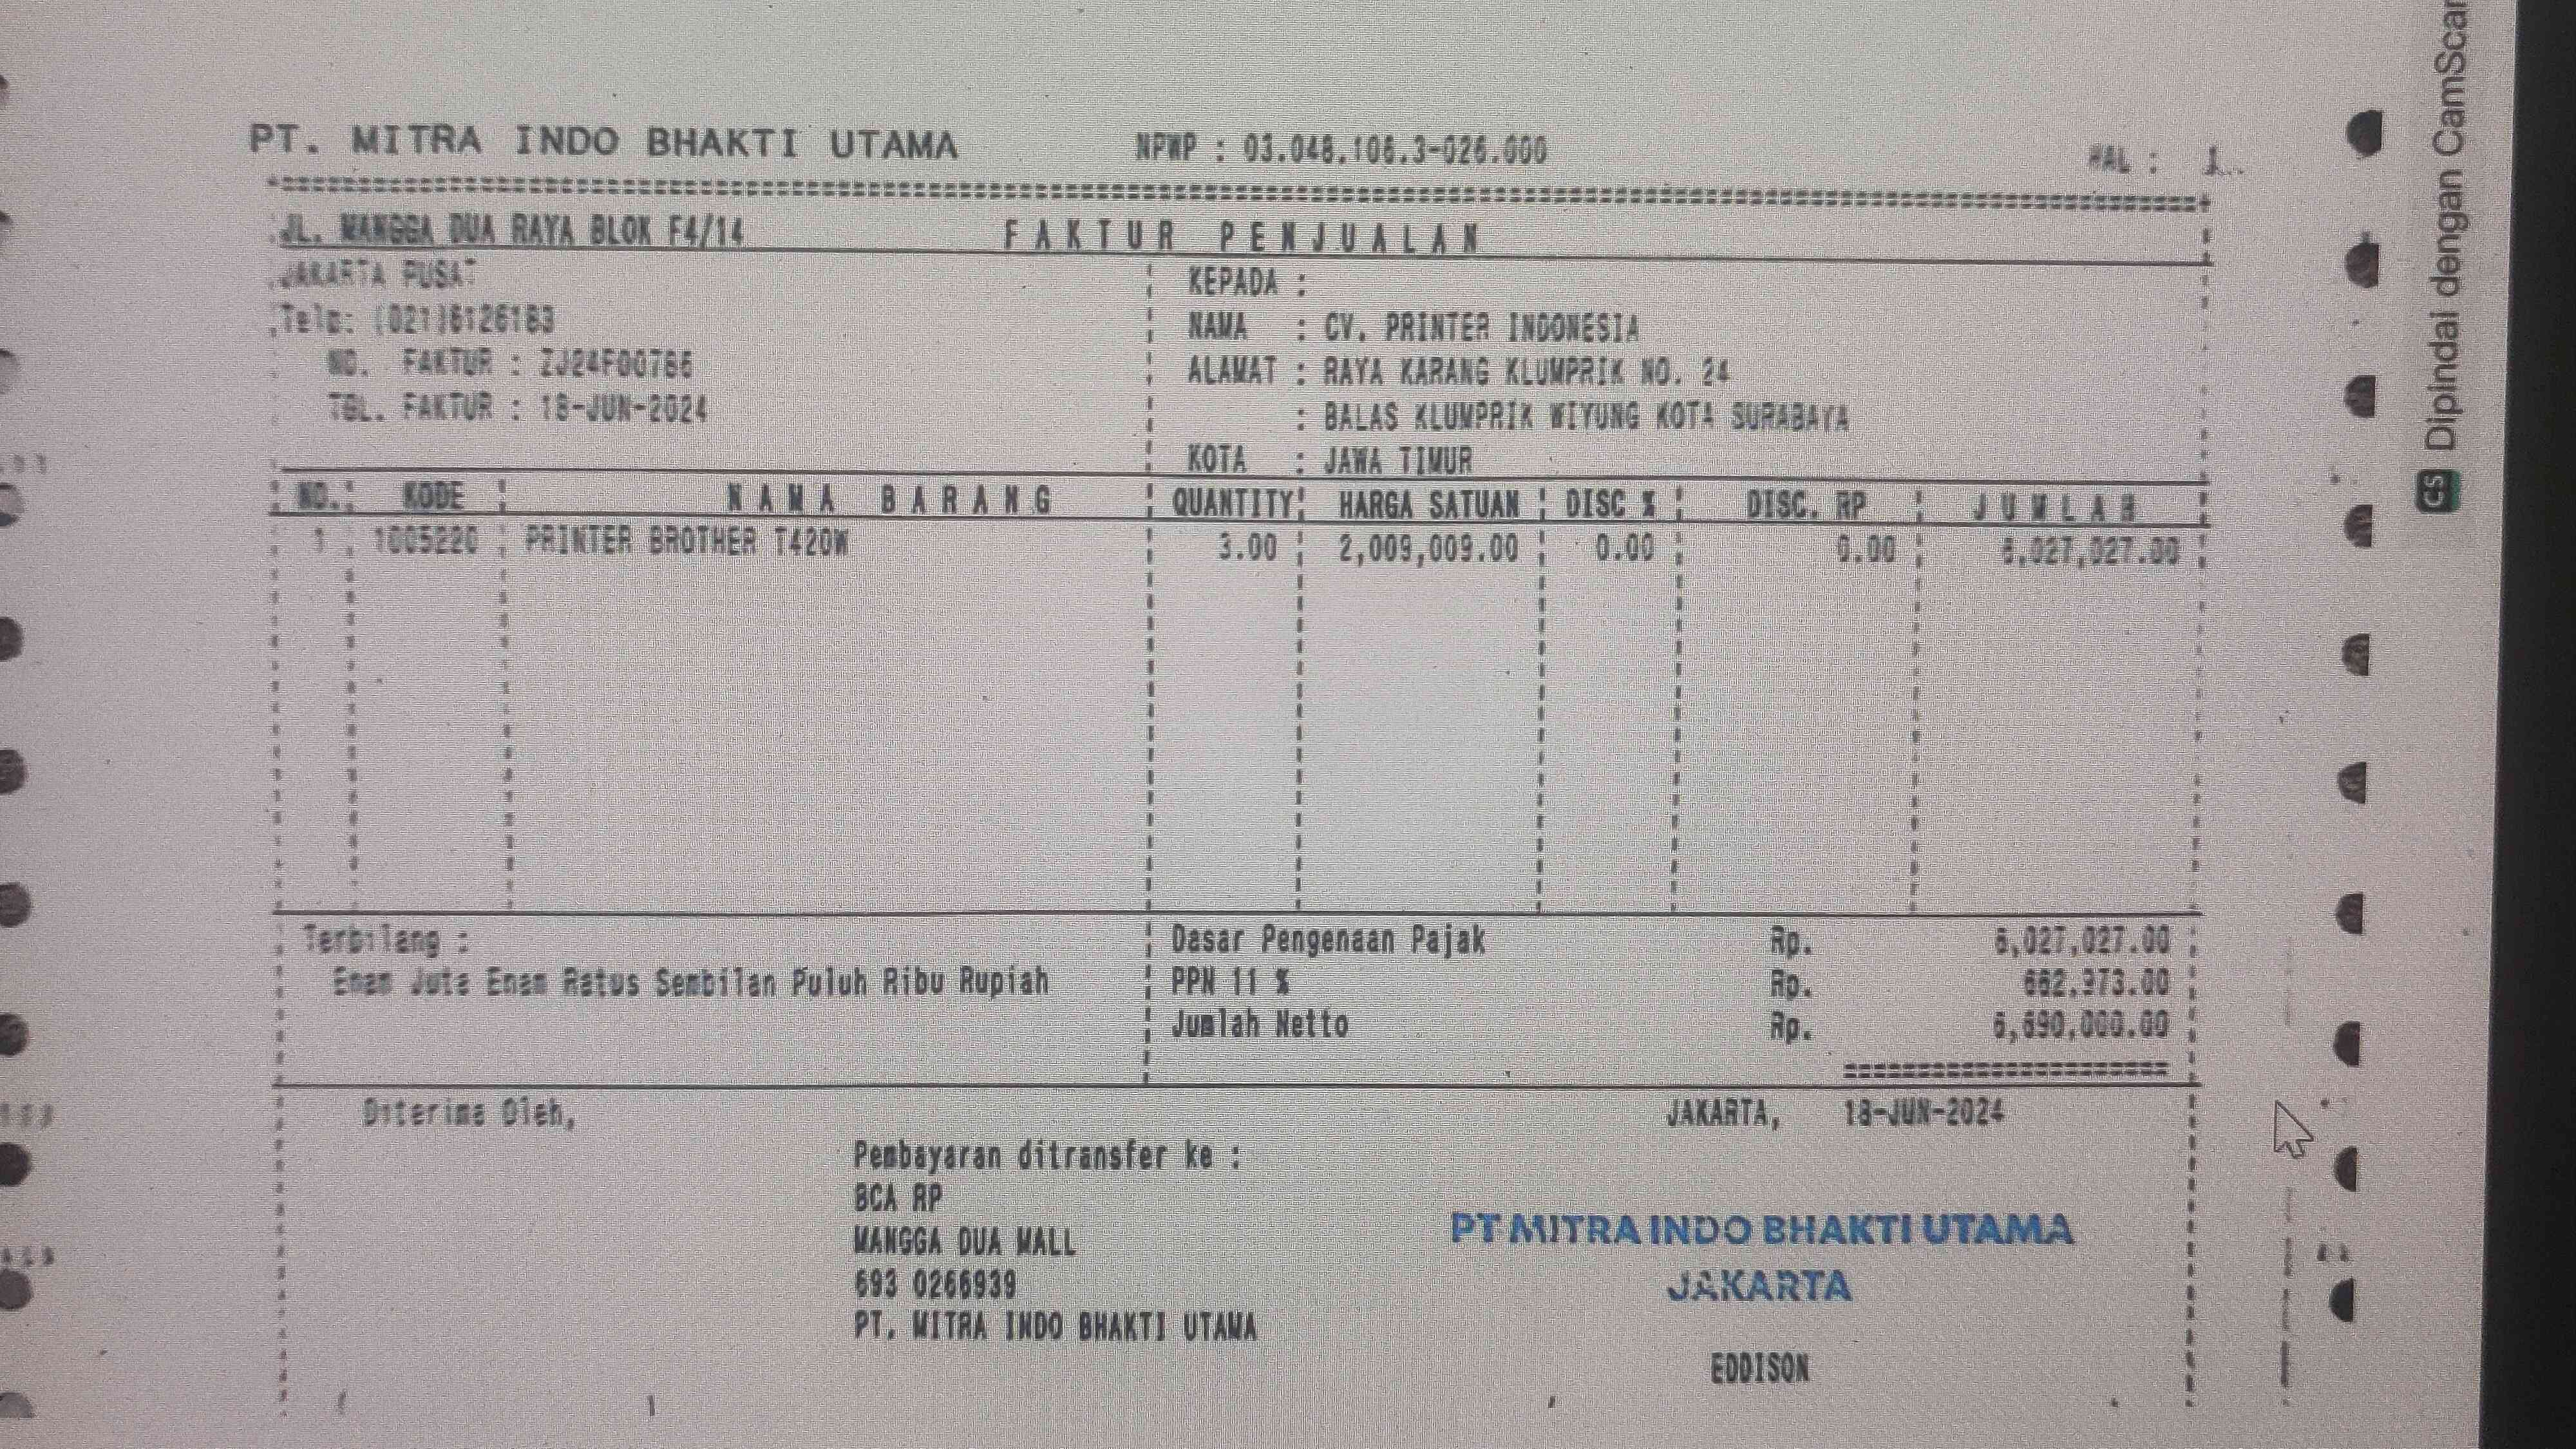 PT. MITRA INDO BHAKTI UTAMA NPWP : 03.048.106.3-026.000 HAL : 1
JL. MANGGA DUA RAYA BLOK F4/14 FAKTUR PENJUALAN
JAKARTA PUSAT KEPADA :
Telp: (021)6126183 NAMA : CV. PRINTER INDONESIA
NO. FAKTUR : ALAMAT : RAYA KARANG KLUMPRIK NO. 24
TGL. FAKTUR : 18-JUN-2024 : BALAS KLUMPRIK WIYUNG KOTA SURABAYA
KOTA : JAWA TIMUR
NO. KODE NAMA BARANG QUANTITY HARGA SATUAN DISC % DISC. RP JUMLAH
1 1005220 PRINTER BROTHER T420W 3.00 2,009,009.00 0.00 0.00 6,027,027.00
Terbilang : Dasar Pengenaan Pajak Rp. 6,027,027.00
Enam Juta Enam Ratus Sembilan Puluh Ribu Rupiah PPN 11 % Rp. 662,973.00
Jumlah Netto Rp. 6,690,000.00
Diterima Oleh, JAKARTA, 18-JUN-2024
Pembayaran ditransfer ke :
BCA RP
MANGGA DUA MALL
693 0266939
PT. MITRA INDO BHAKTI UTAMA
PT MITRA INDO BHAKTI UTAMA
JAKARTA
EDDISON
CS Dipindai dengan CamScan